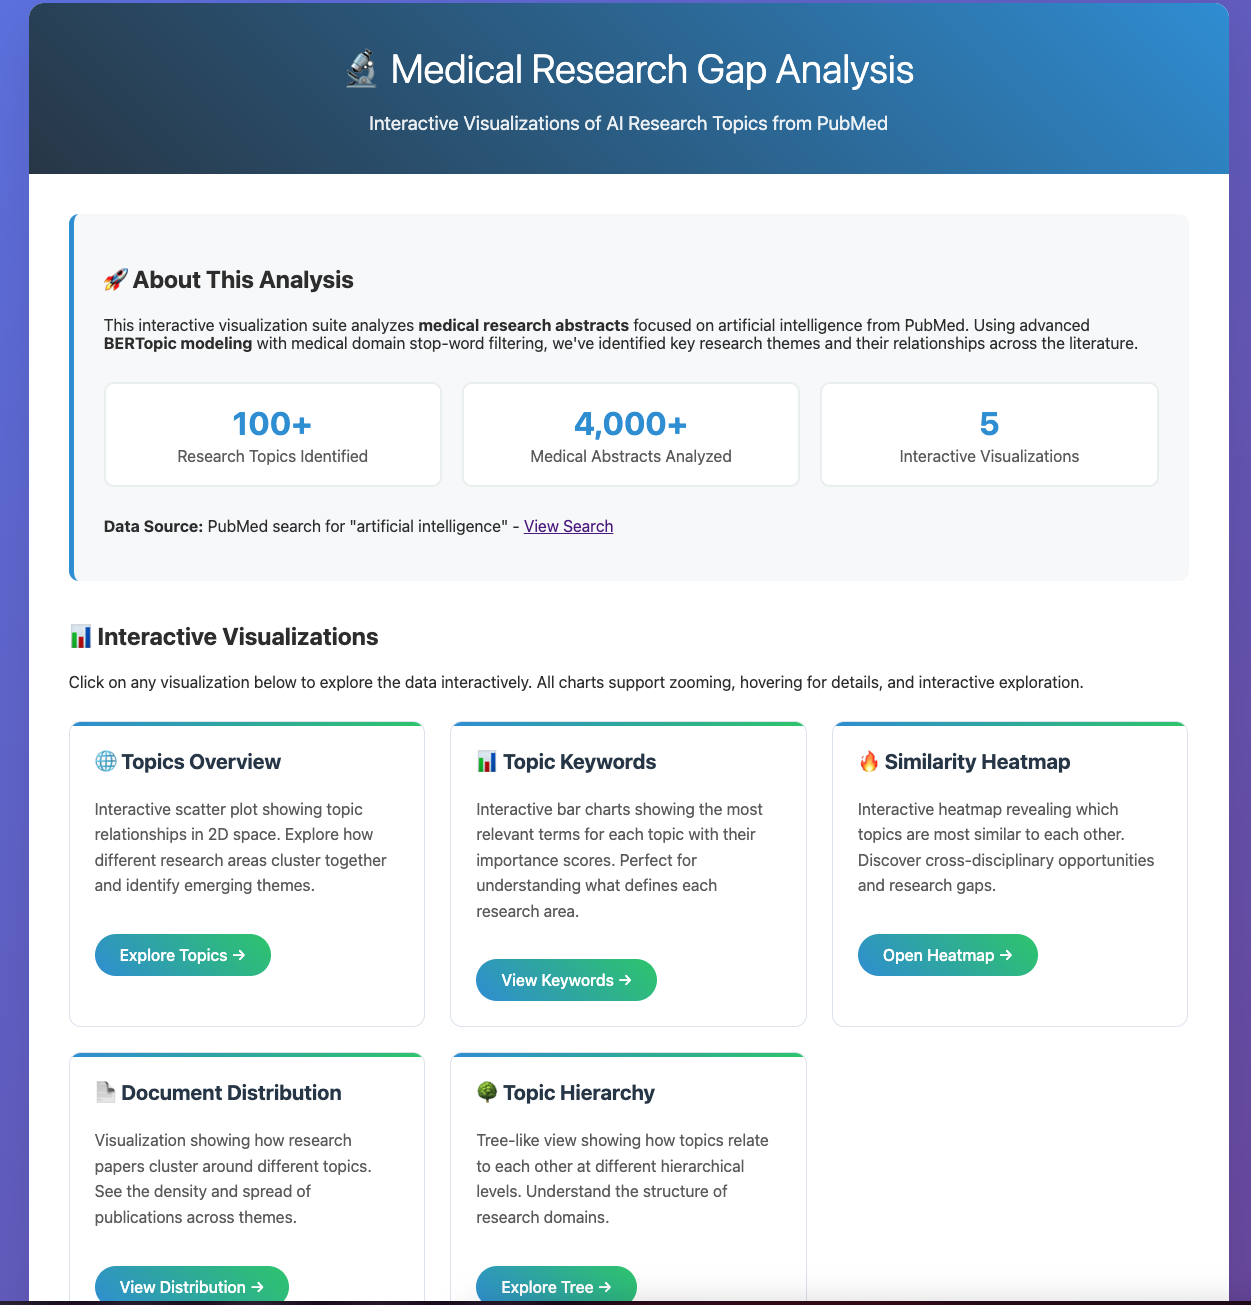 Medical Research Gap Analysis
Interactive Visualizations of AI Research Topics from PubMed
About This Analysis
This interactive visualization suite analyzes medical research abstracts focused on artificial intelligence from PubMed. Using advanced
BERTopic modeling with medical domain stop-word filtering, we've identified key research themes and their relationships across the literature.
100+
Research Topics Identified
4,000+
Medical Abstracts Analyzed
5
Interactive Visualizations
Data Source: PubMed search for "artificial intelligence" - View Search
Interactive Visualizations
Click on any visualization below to explore the data interactively. All charts support zooming, hovering for details, and interactive exploration.
Topics Overview
Interactive scatter plot showing topic
relationships in 2D space. Explore how
different research areas cluster together
and identify emerging themes.
Explore Topics →
Topic Keywords
Interactive bar charts showing the most
relevant terms for each topic with their
importance scores. Perfect for
understanding what defines each
research area.
View Keywords →
Similarity Heatmap
Interactive heatmap revealing which
topics are most similar to each other.
Discover cross-disciplinary opportunities
and research gaps.
Open Heatmap →
Document Distribution
Visualization showing how research
papers cluster around different topics.
See the density and spread of
publications across themes.
View Distribution →
Topic Hierarchy
Tree-like view showing how topics relate
to each other at different hierarchical
levels. Understand the structure of
research domains.
Explore Tree →